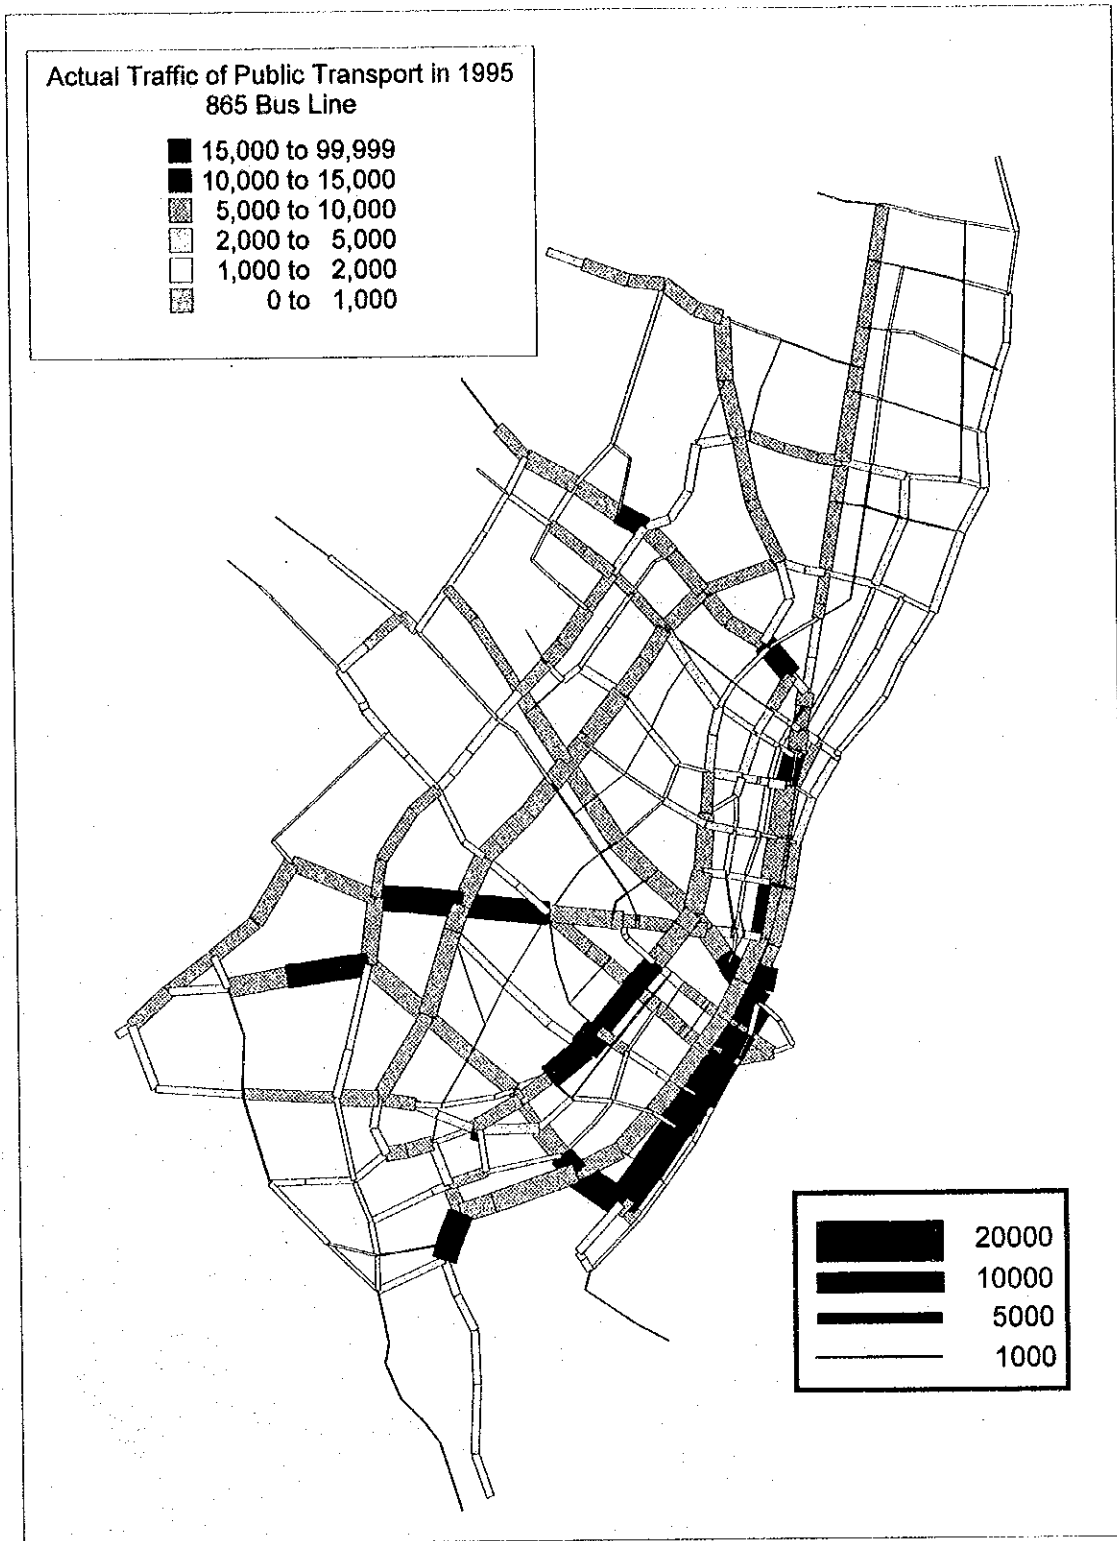 Actual Traffic of Public Transport in 1995
865 Bus Line
15,000 to 99,999
10,000 to 15,000
5,000 to 10,000
2,000 to 5,000
1,000 to 2,000
0 to 1,000
20000
10000
5000
1000